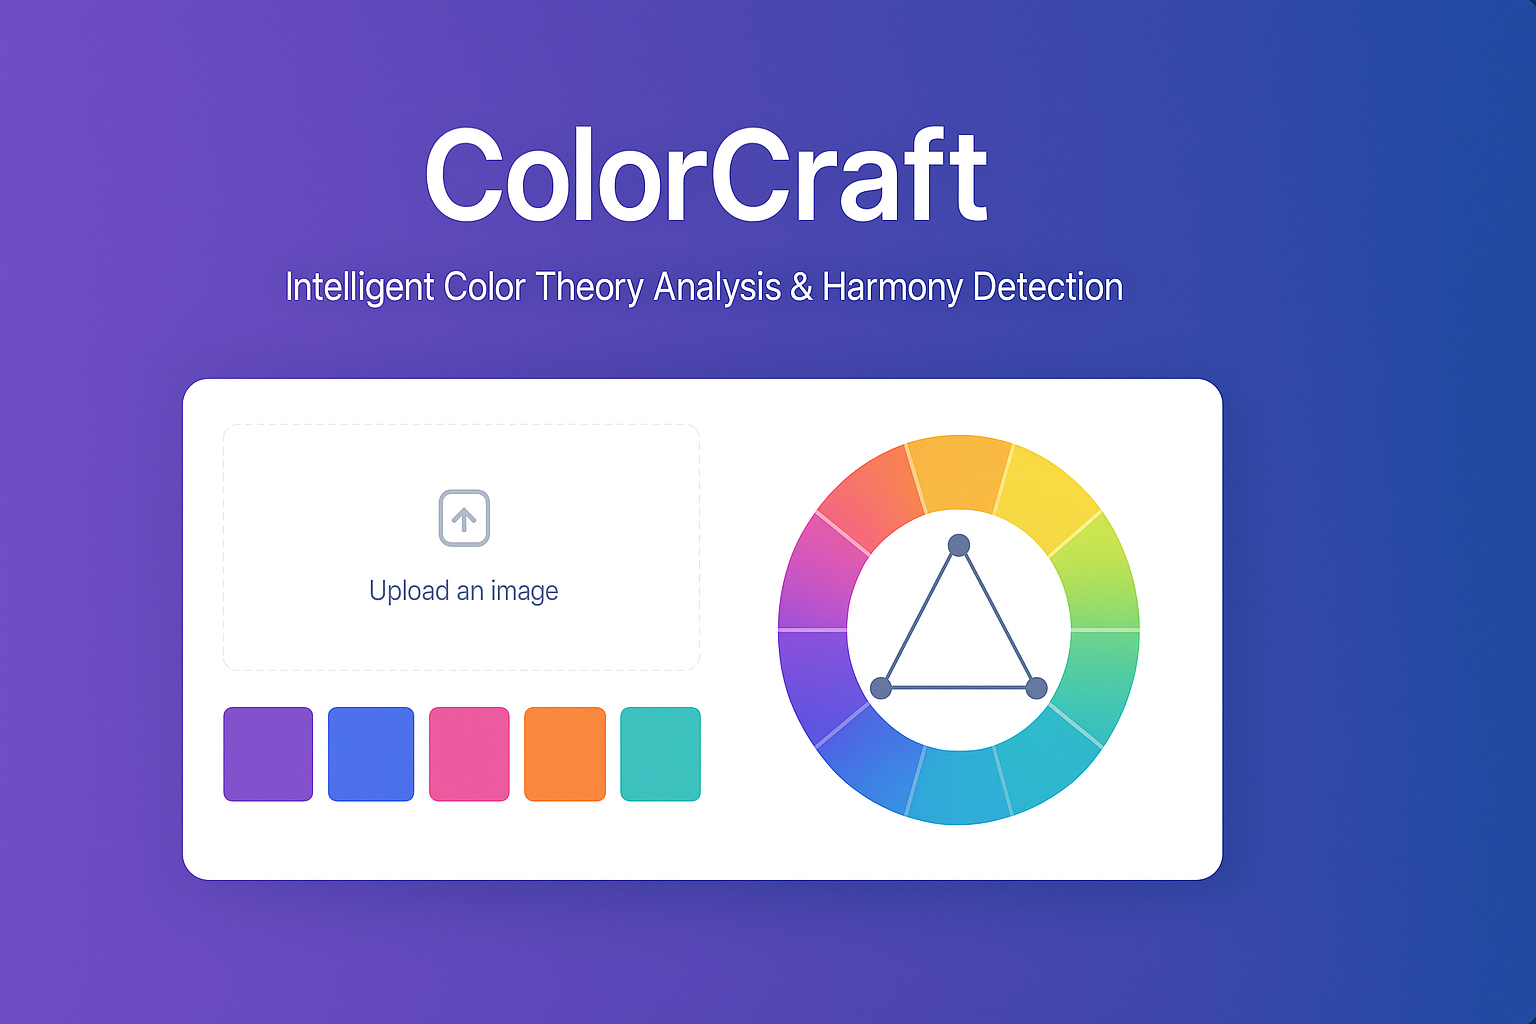 ColorCraft
Intelligent Color Theory Analysis & Harmony Detection
Upload an image